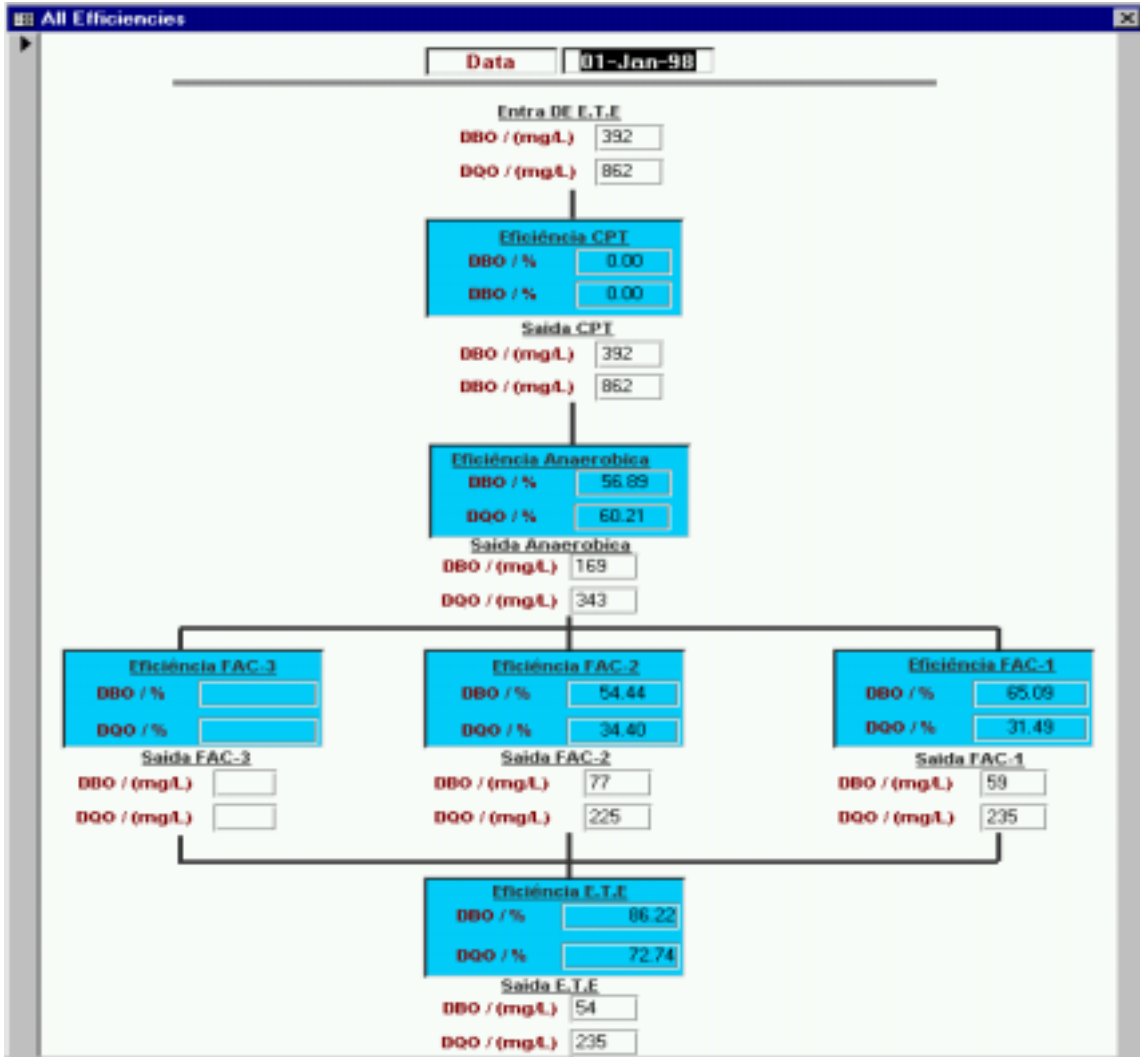 All Efficiencies
Data 01-Jan-98
Entra DE E.T.E
DBO / (mg/L) 392
DQO / (mg/L) 862
Eficiência CPT
DBO / % 0.00
DBO / % 0.00
Saida CPT
DBO / (mg/L) 392
DBO / (mg/L) 862
Eficiência Anaerobica
DBO / % 56.89
DQO / % 60.21
Saida Anaerobica
DBO / (mg/L) 169
DQO / (mg/L) 343
Eficiência FAC-3 Eficiência FAC-2 Eficiência FAC-1
DBO / % DBO / % 54.44 DBO / % 65.09
DQO / % DQO / % 34.40 DQO / % 31.49
Saida FAC-3 Saida FAC-2 Saida FAC-1
DBO / (mg/L) DBO / (mg/L) 77 DBO / (mg/L) 59
DQO / (mg/L) DQO / (mg/L) 225 DQO / (mg/L) 235
Eficiência E.T.E
DBO / % 86.22
DQO / % 72.74
Saida E.T.E
DBO / (mg/L) 54
DQO / (mg/L) 235